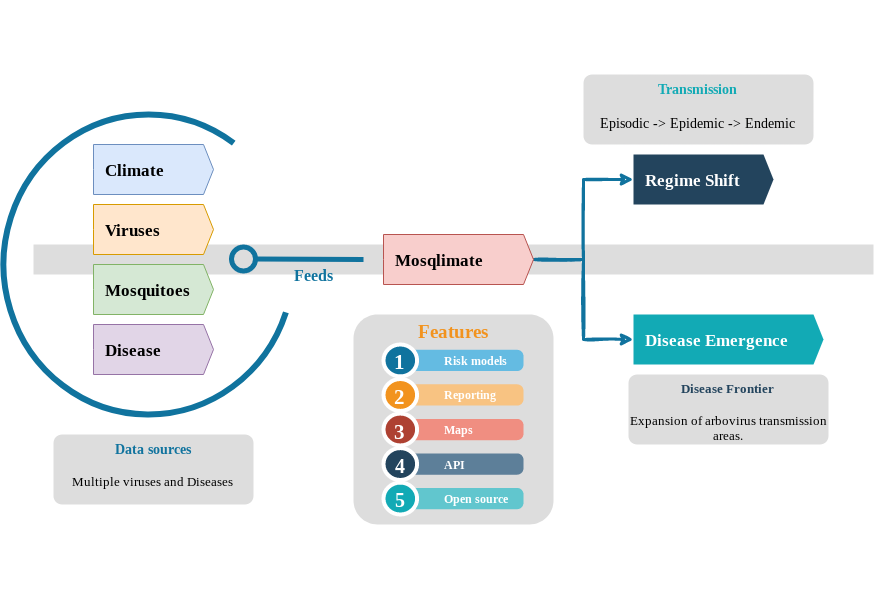 Climate
Viruses
Mosquitoes
Disease
Data sources
Multiple viruses and Diseases
Feeds
Mosqlimate
Features
1 Risk models
2 Reporting
3 Maps
4 API
5 Open source
Transmission
Episodic -> Epidemic -> Endemic
Regime Shift
Disease Emergence
Disease Frontier
Expansion of arbovirus transmission
areas.